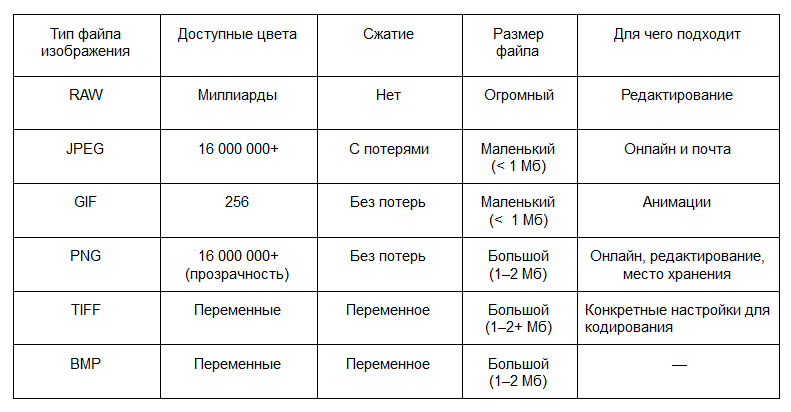 Тип файла изображения | Доступные цвета | Сжатие | Размер файла | Для чего подходит
RAW | Миллиарды | Нет | Огромный | Редактирование
JPEG | 16 000 000+ | С потерями | Маленький (< 1 Мб) | Онлайн и почта
GIF | 256 | Без потерь | Маленький (< 1 Мб) | Анимации
PNG | 16 000 000+ (прозрачность) | Без потерь | Большой (1–2 Мб) | Онлайн, редактирование, место хранения
TIFF | Переменные | Переменное | Большой (1–2+ Мб) | Конкретные настройки для кодирования
BMP | Переменные | Переменное | Большой (1–2 Мб) | —